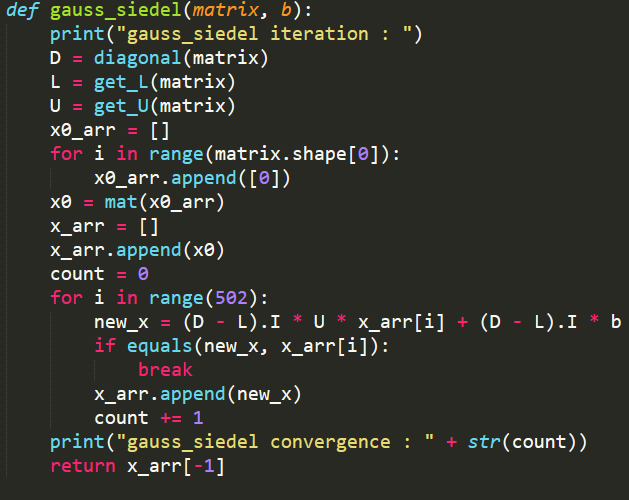 def gauss_siedel(matrix, b):
    print("gauss_siedel iteration : ")
    D = diagonal(matrix)
    L = get_L(matrix)
    U = get_U(matrix)
    x0_arr = []
    for i in range(matrix.shape[0]):
        x0_arr.append([0])
    x0 = mat(x0_arr)
    x_arr = []
    x_arr.append(x0)
    count = 0
    for i in range(502):
        new_x = (D - L).I * U * x_arr[i] + (D - L).I * b
        if equals(new_x, x_arr[i]):
            break
        x_arr.append(new_x)
        count += 1
    print("gauss_siedel convergence : " + str(count))
    return x_arr[-1]